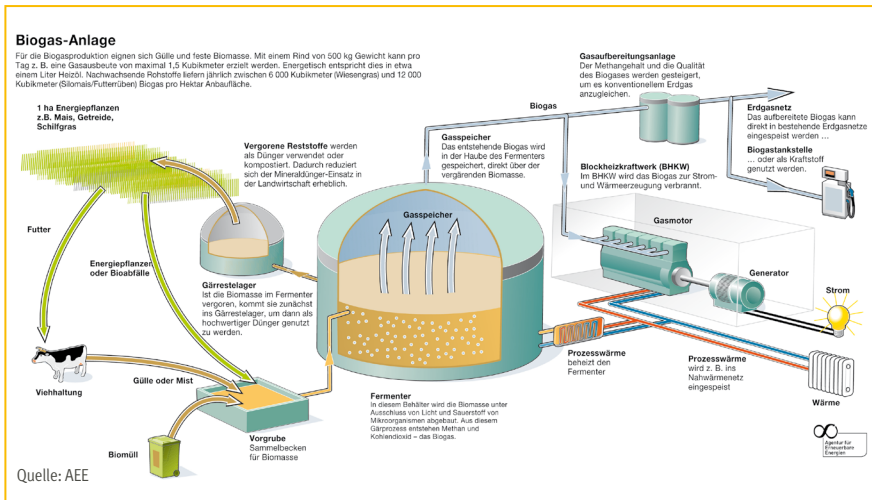 Biogas-Anlage
Für die Biogasproduktion eignen sich Gülle und feste Biomasse. Mit einem Rind von 500 kg Gewicht kann pro
Tag z. B. eine Gasausbeute von maximal 1,5 Kubikmeter erzielt werden. Energetisch entspricht dies in etwa
einem Liter Heizöl. Nachwachsende Rohstoffe liefern jährlich zwischen 6 000 Kubikmeter (Wiesengras) und 12 000
Kubikmeter (Silomais/Futterrüben) Biogas pro Hektar Anbaufläche.
1 ha Energiepflanzen
z.B. Mais, Getreide,
Schilfgras
Vergorene Reststoffe werden
als Dünger verwendet oder
kompostiert. Dadurch reduziert
sich der Mineraldünger-Einsatz in
der Landwirtschaft erheblich.
Gasspeicher
Das entstehende Biogas wird
in der Haube des Fermenters
gespeichert, direkt über der
vergärenden Biomasse.
Biogas
Gasaufbereitungsanlage
Der Methangehalt und die Qualität
des Biogases werden gesteigert,
um es konventionellem Erdgas
anzugleichen.
Erdgasnetz
Das aufbereitete Biogas kann
direkt in bestehende Erdgasnetze
eingespeist werden ...
Biogastankstelle
... oder als Kraftstoff
genutzt werden.
Blockheizkraftwerk (BHKW)
Im BHKW wird das Biogas zur Strom-
und Wärmeerzeugung verbrannt.
Gasspeicher
Gasmotor
Generator
Strom
Futter
Energiepflanzen
oder Bioabfälle
Gärrestelager
Ist die Biomasse im Fermenter
vergoren, kommt sie zunächst
ins Gärrestelager, um dann als
hochwertiger Dünger genutzt
zu werden.
Prozesswärme
beheizt den
Fermenter
Prozesswärme
wird z. B. ins
Nahwärmenetz
eingespeist
Wärme
Viehhaltung
Gülle oder Mist
Fermenter
In diesem Behälter wird die Biomasse unter
Ausschluss von Licht und Sauerstoff von
Mikroorganismen abgebaut. Aus diesem
Gärprozess entstehen Methan und
Kohlendioxid – das Biogas.
Vorgrube
Sammelbecken
für Biomasse
Biomüll
Agentur für
Erneuerbare
Energien
Quelle: AEE